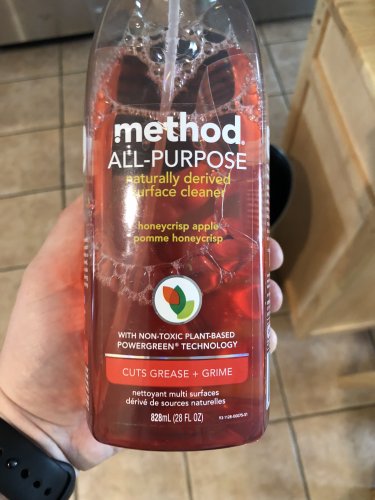 method®
ALL-PURPOSE
naturally derived
surface cleaner
honeycrisp apple
pomme honeycrisp
WITH NON-TOXIC PLANT-BASED
POWERGREEN® TECHNOLOGY
CUTS GREASE + GRIME
nettoyant multi surfaces
dérivé de sources naturelles
828mL (28 FL OZ)